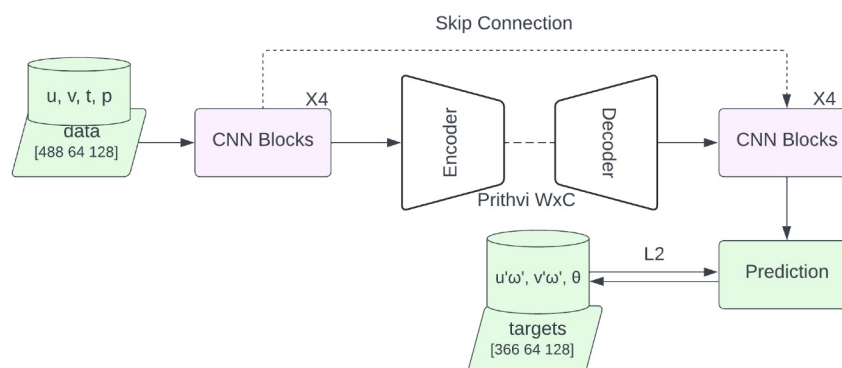 Skip Connection
u, v, t, p
data
[488 64 128]
CNN Blocks
X4
Encoder
Decoder
Prithvi WxC
CNN Blocks
X4
u'ω', v'ω', θ
L2
Prediction
targets
[366 64 128]